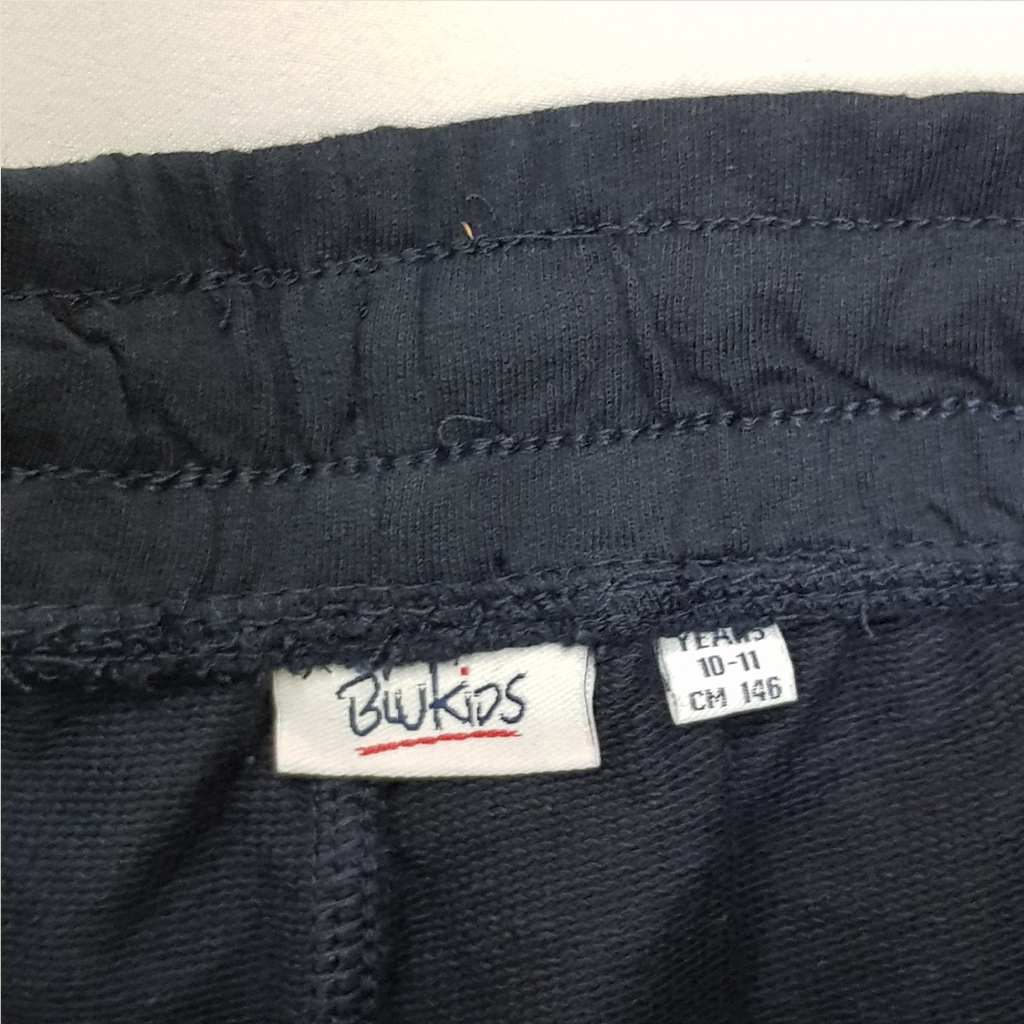 BluKids
YEARS
10-11
CM 146